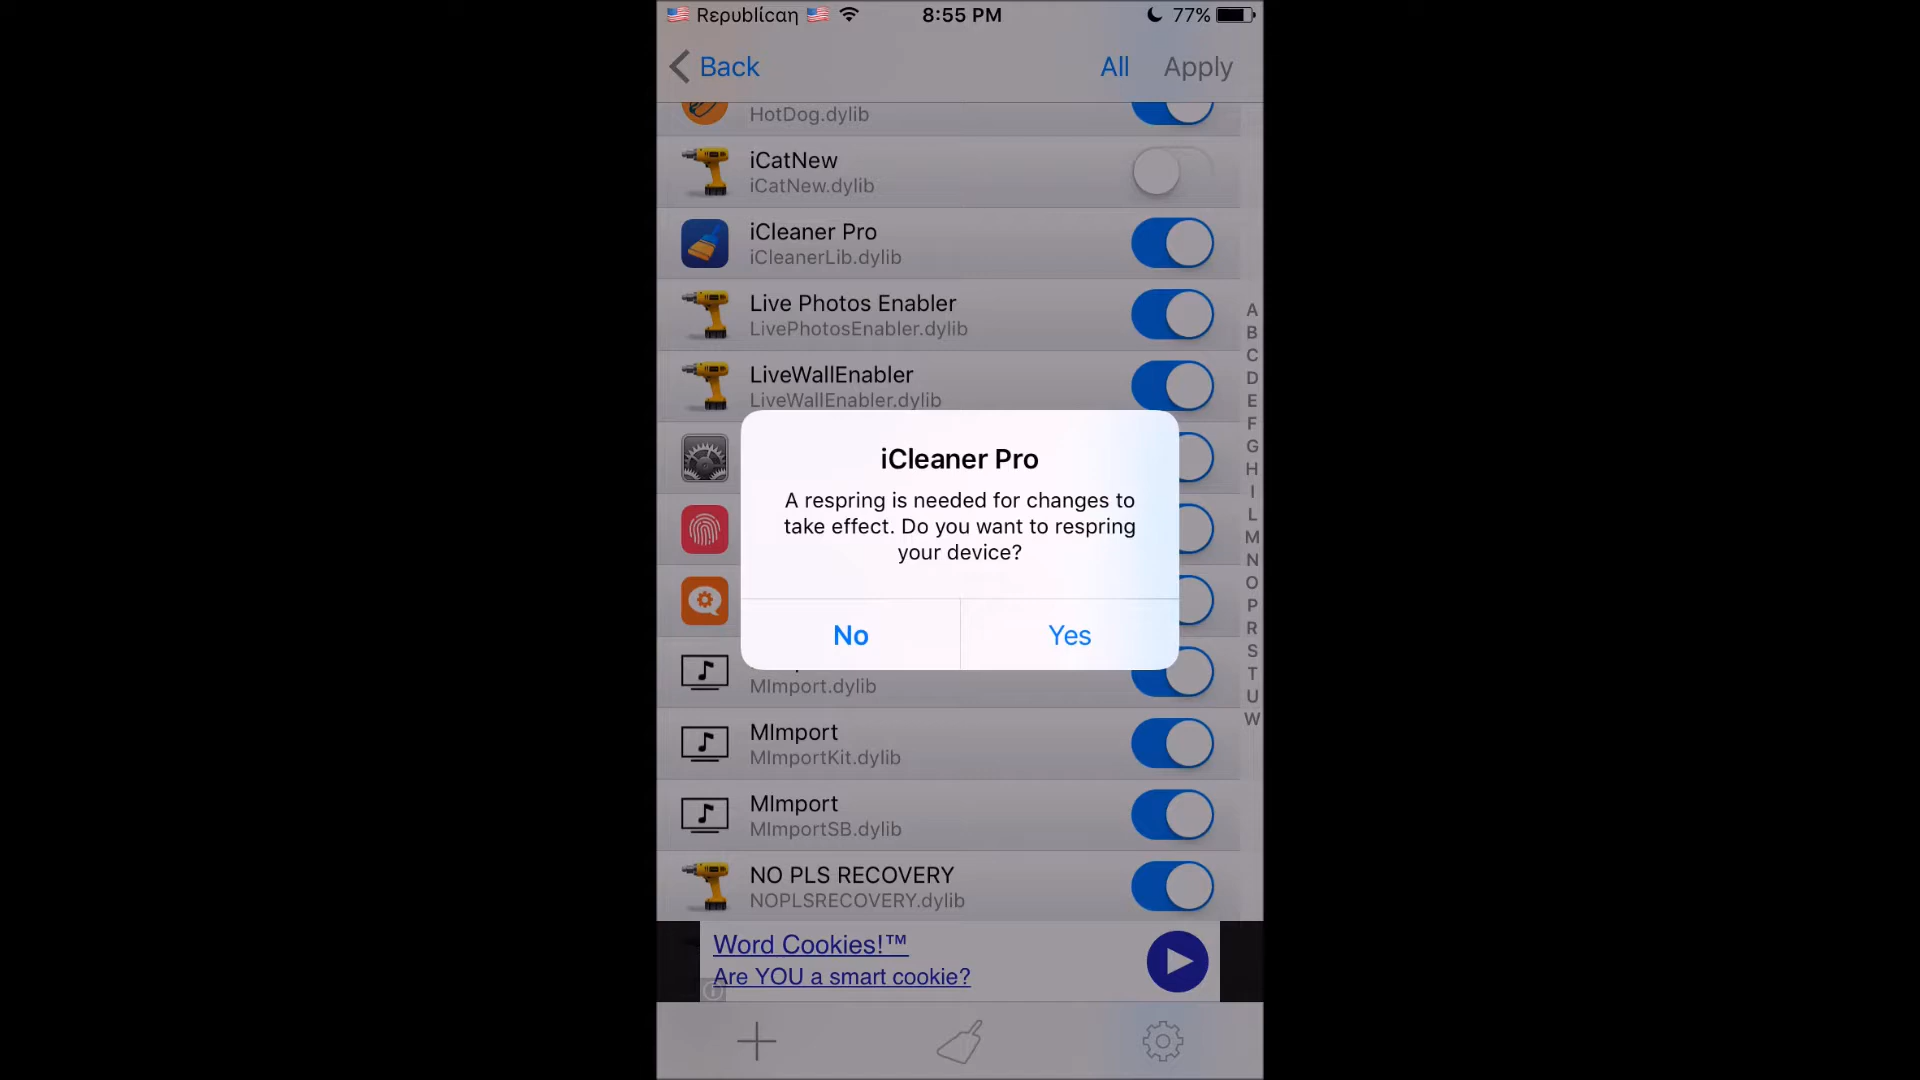 🇺🇸 Rεpublícαη 🇺🇸 8:55 PM 77%
Back All Apply
HotDog.dylib
iCatNew
iCatNew.dylib
iCleaner Pro
iCleanerLib.dylib
Live Photos Enabler
LivePhotosEnabler.dylib
LiveWallEnabler
LiveWallEnabler.dylib
iCleaner Pro
A respring is needed for changes to
take effect. Do you want to respring
your device?
No Yes
MImport.dylib
MImport
MImportKit.dylib
MImport
MImportSB.dylib
NO PLS RECOVERY
NOPLSRECOVERY.dylib
A
B
C
D
E
F
G
H
I
L
M
N
O
P
R
S
T
U
W
Word Cookies!™
Are YOU a smart cookie?